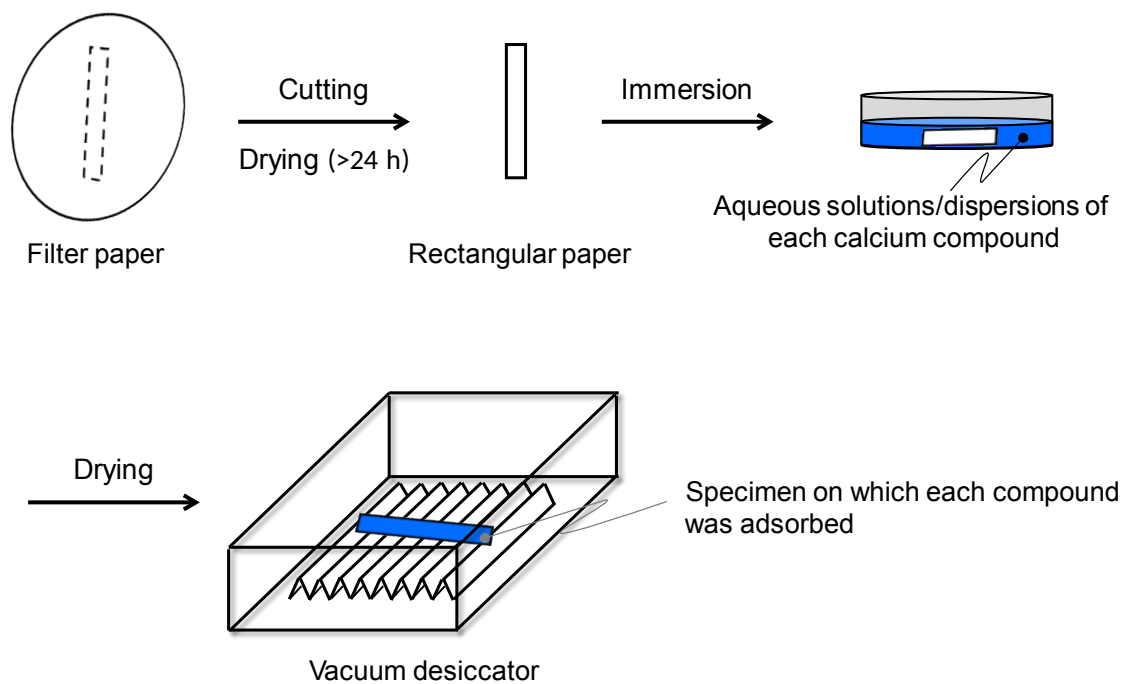 Filter paper
Cutting
Drying (>24 h)
Rectangular paper
Immersion
Aqueous solutions/dispersions of
each calcium compound
Drying
Specimen on which each compound
was adsorbed
Vacuum desiccator